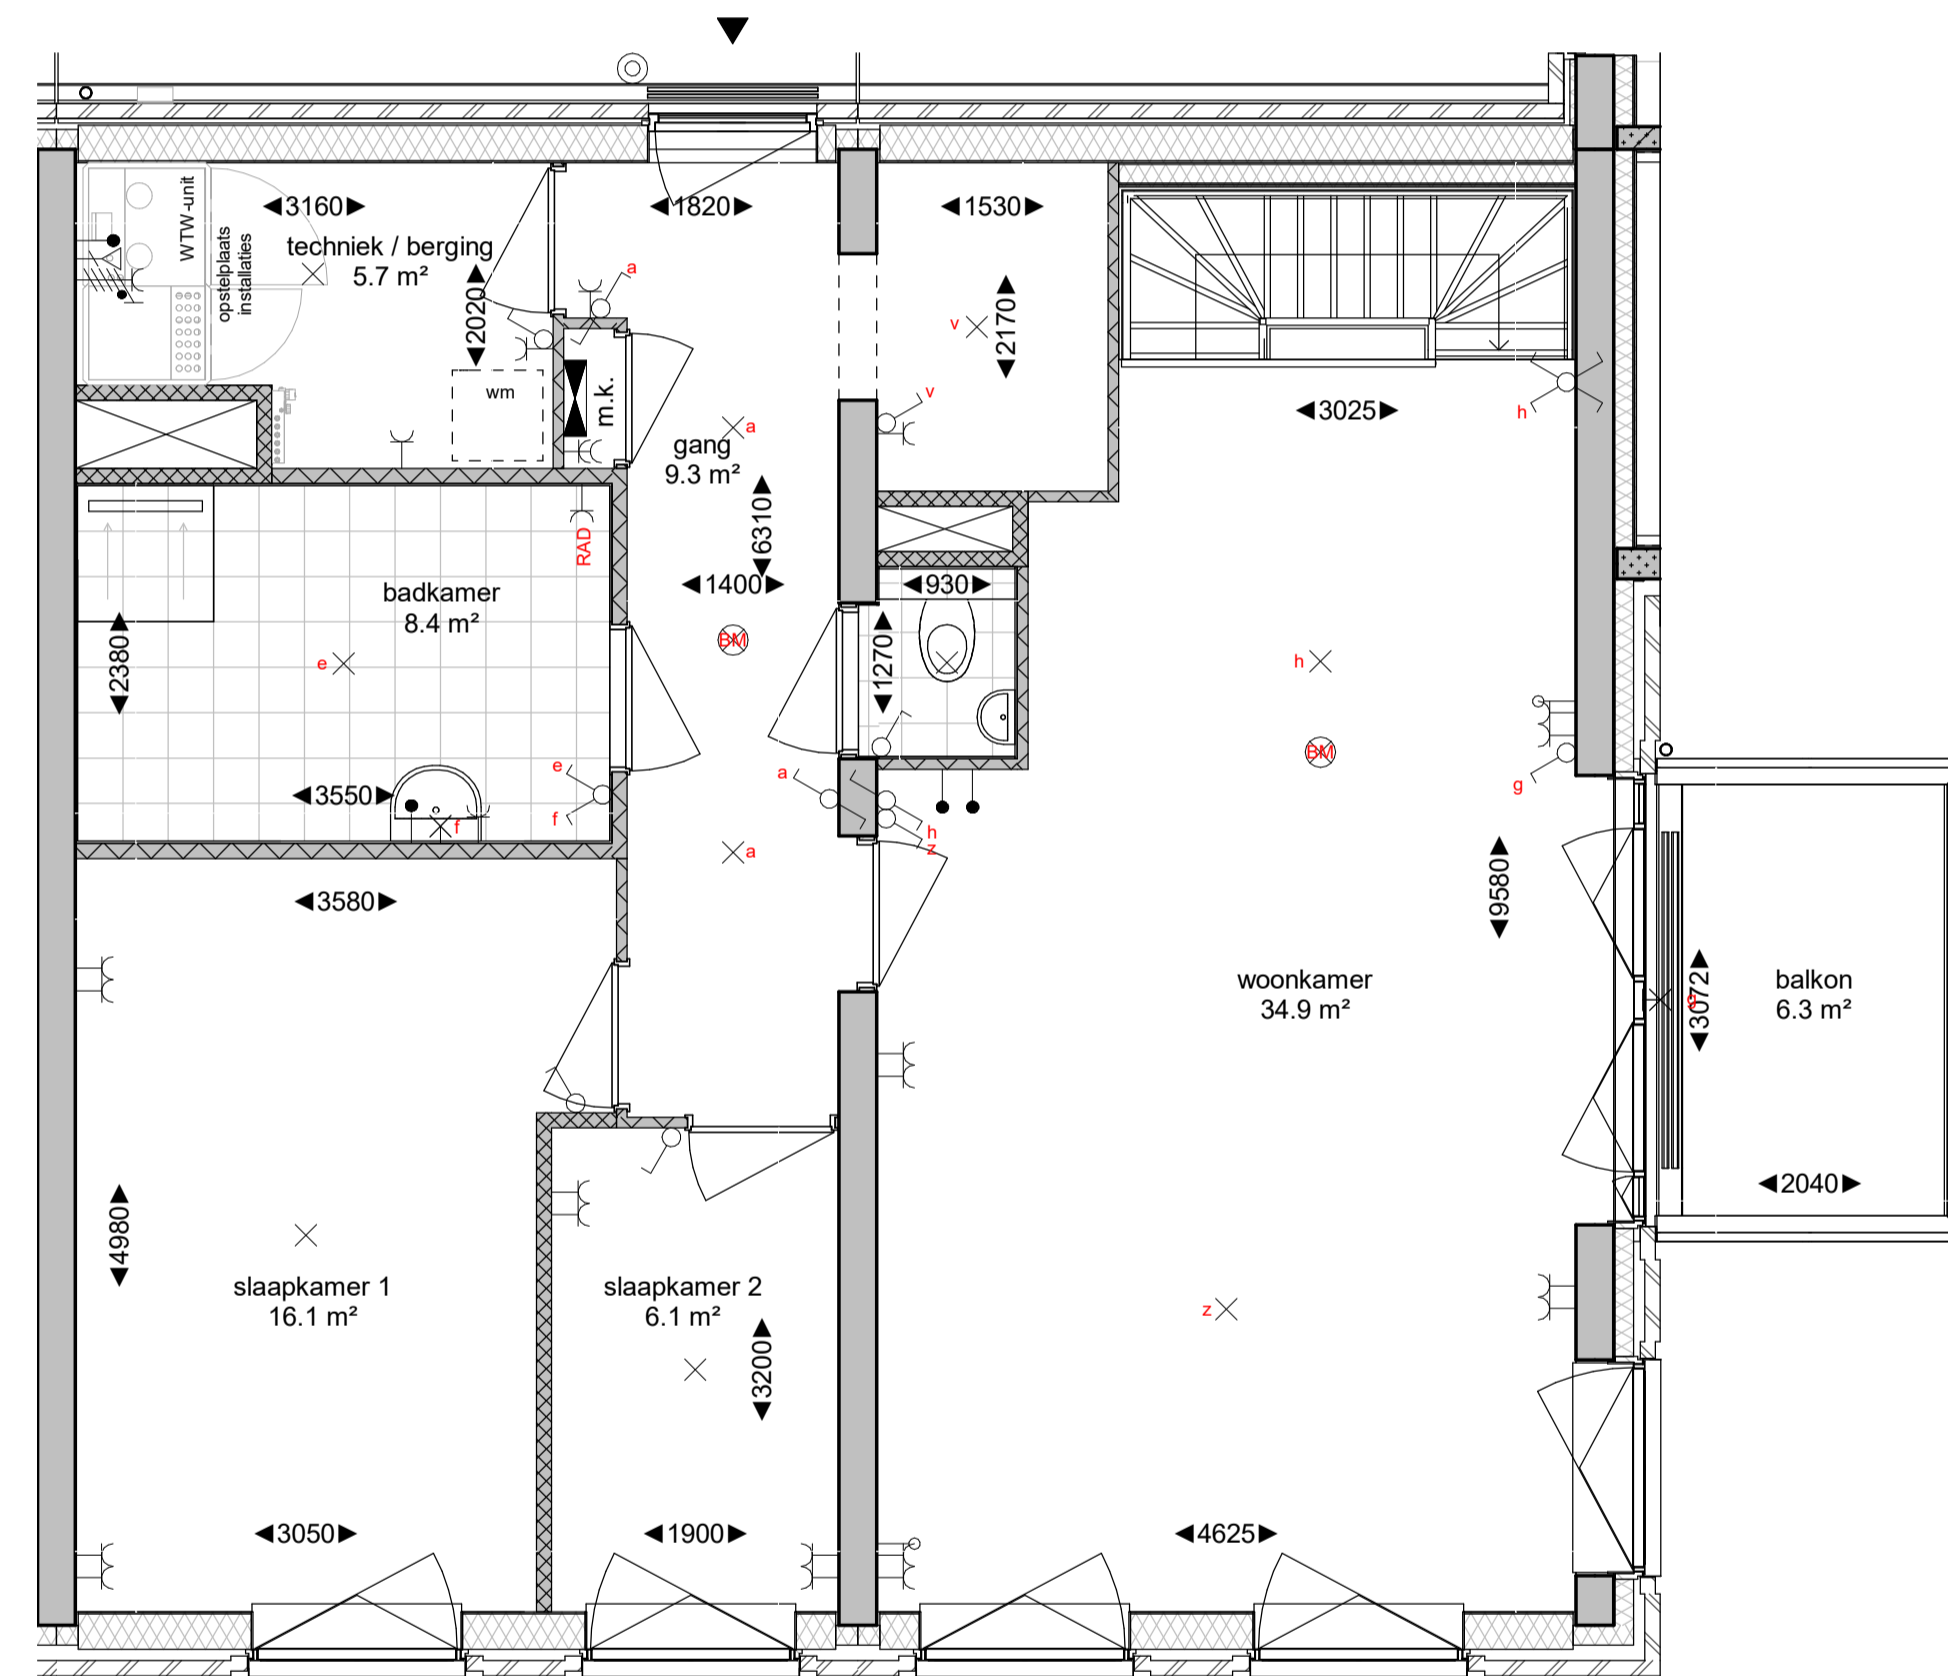 3160
1820
1530
WTW-unit
opstelplaats
installaties
techniek / berging
5.7 m²
a
2020
v
2170
wm
m.k.
v
3025
h
a
gang
9.3 m²
6310
RAD
1400
930
badkamer
8.4 m²
BM
1270
2380
e
h
BM
e
3550
f
f
a
h
z
g
a
3580
9580
woonkamer
34.9 m²
3072
balkon
6.3 m²
2040
4980
slaapkamer 1
16.1 m²
slaapkamer 2
6.1 m²
z
3200
3050
1900
4625